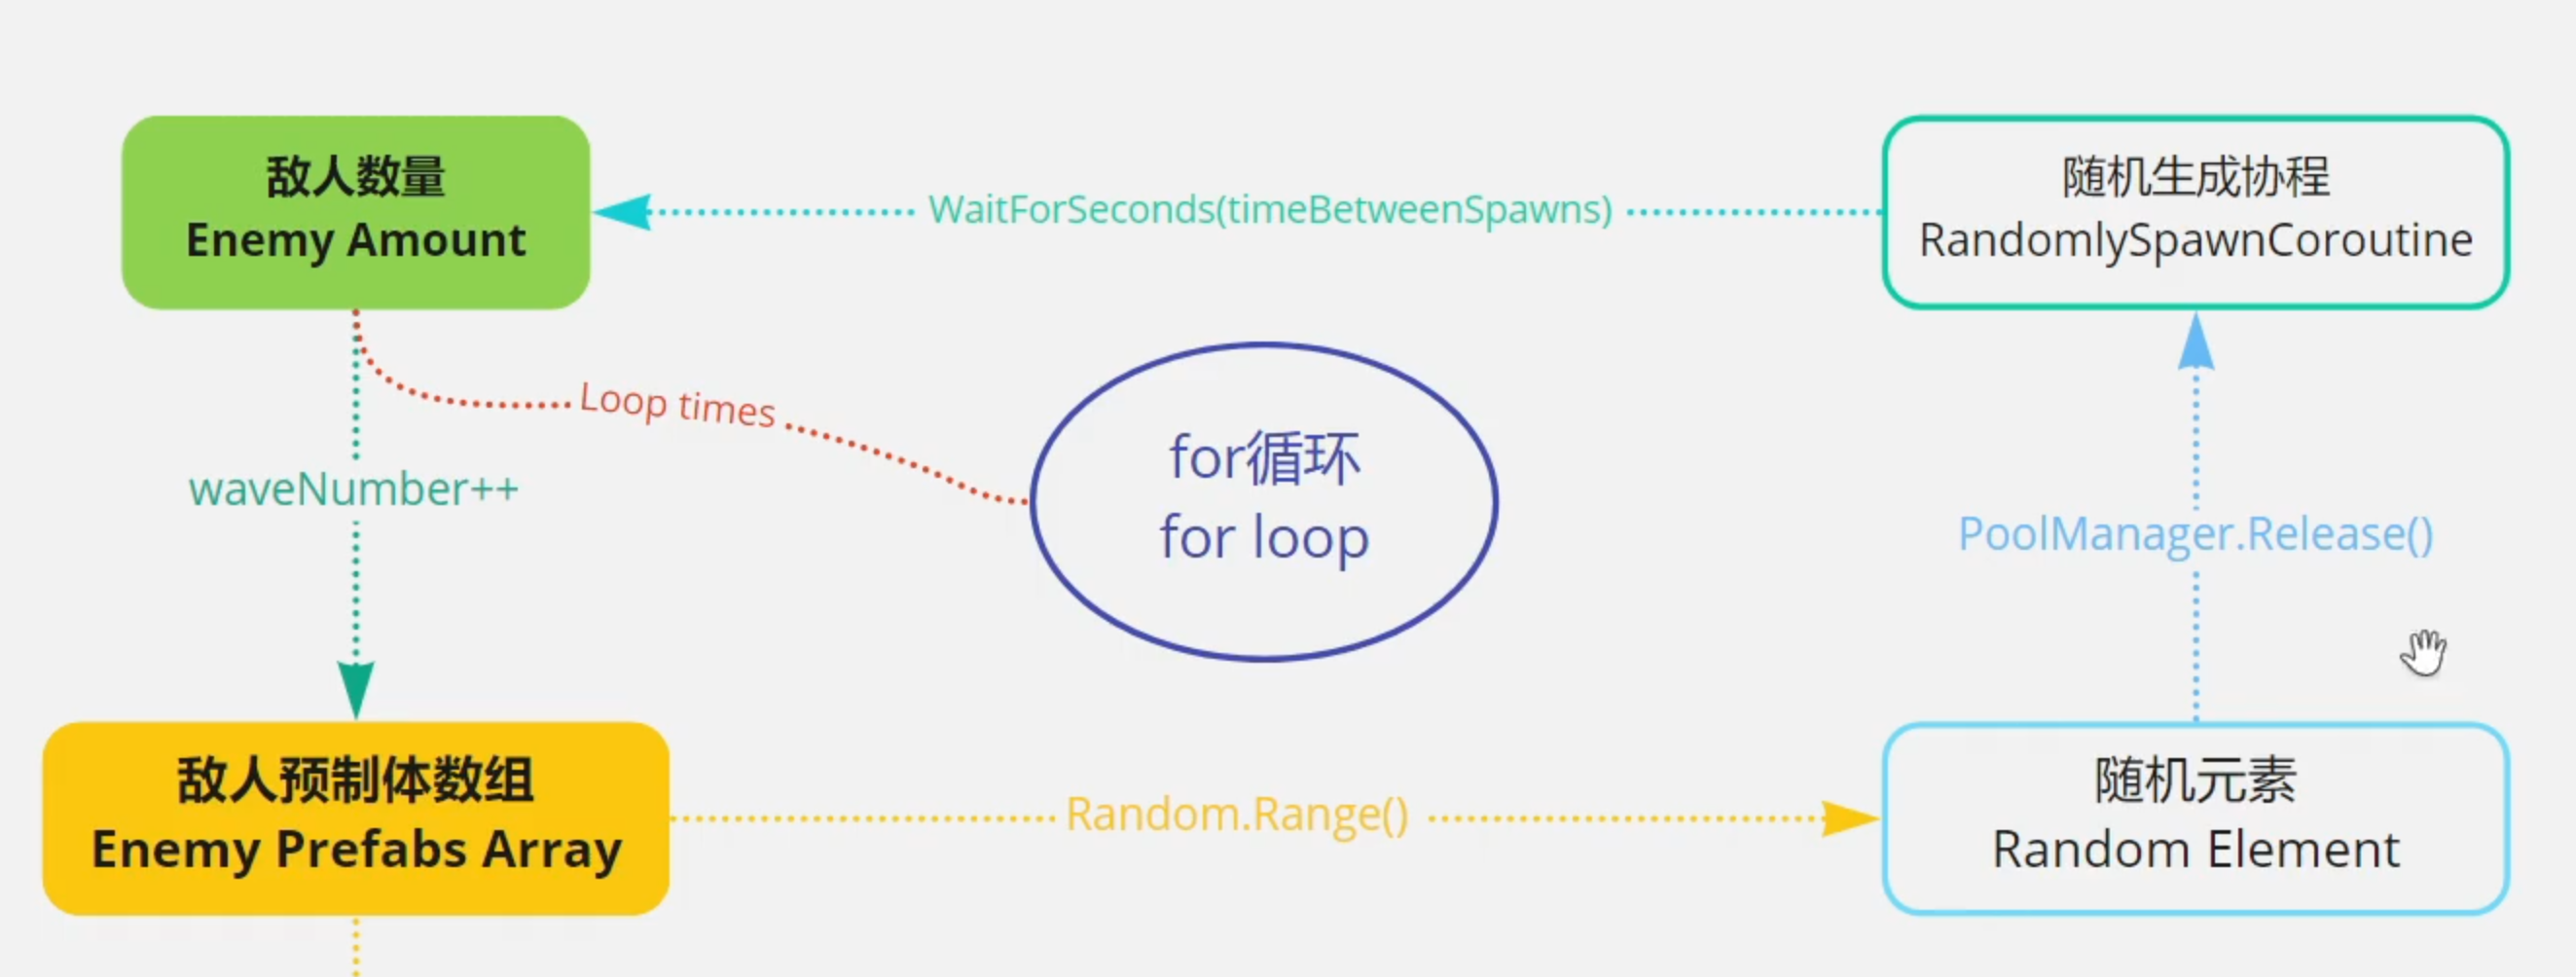 敌人数量
Enemy Amount
WaitForSeconds(timeBetweenSpawns)
随机生成协程
RandomlySpawnCoroutine
Loop times
for循环
for loop
waveNumber++
PoolManager.Release()
敌人预制体数组
Enemy Prefabs Array
Random.Range()
随机元素
Random Element